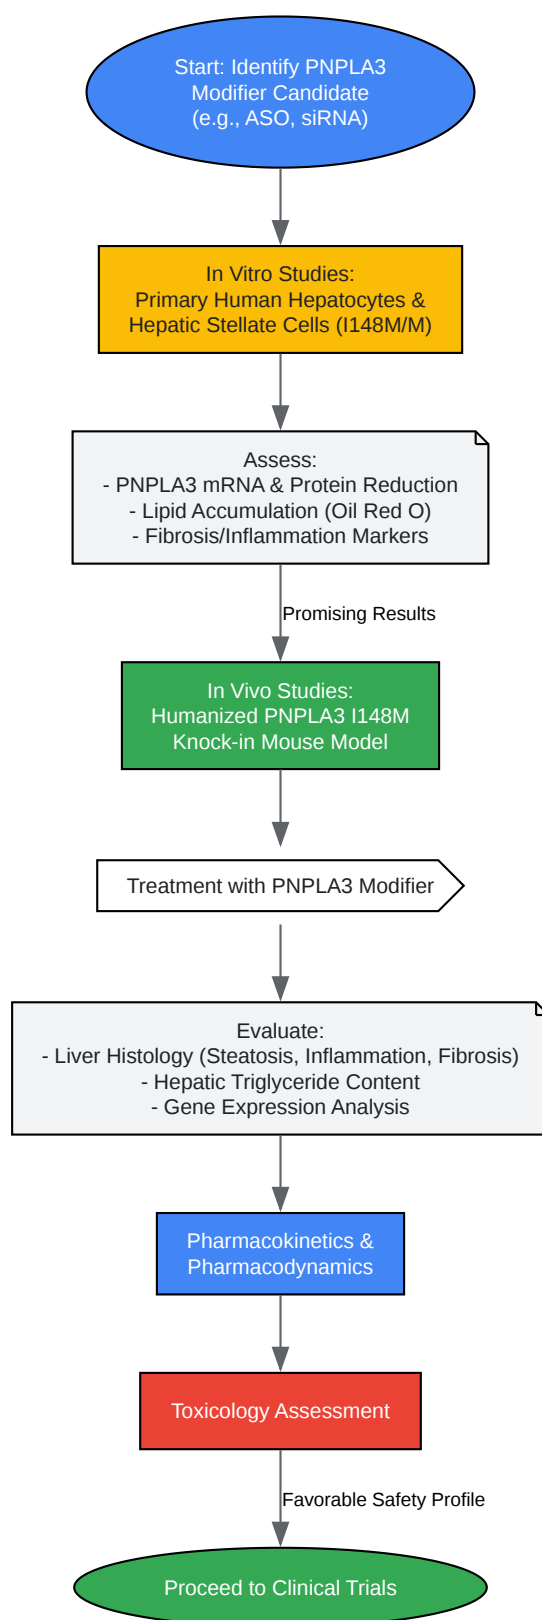 Start: Identify PNPLA3
Modifier Candidate
(e.g., ASO, siRNA)
In Vitro Studies:
Primary Human Hepatocytes &
Hepatic Stellate Cells (I148M/M)
Assess:
- PNPLA3 mRNA & Protein Reduction
- Lipid Accumulation (Oil Red O)
- Fibrosis/Inflammation Markers
Promising Results
In Vivo Studies:
Humanized PNPLA3 I148M
Knock-in Mouse Model
Treatment with PNPLA3 Modifier
Evaluate:
- Liver Histology (Steatosis, Inflammation, Fibrosis)
- Hepatic Triglyceride Content
- Gene Expression Analysis
Pharmacokinetics &
Pharmacodynamics
Toxicology Assessment
Favorable Safety Profile
Proceed to Clinical Trials